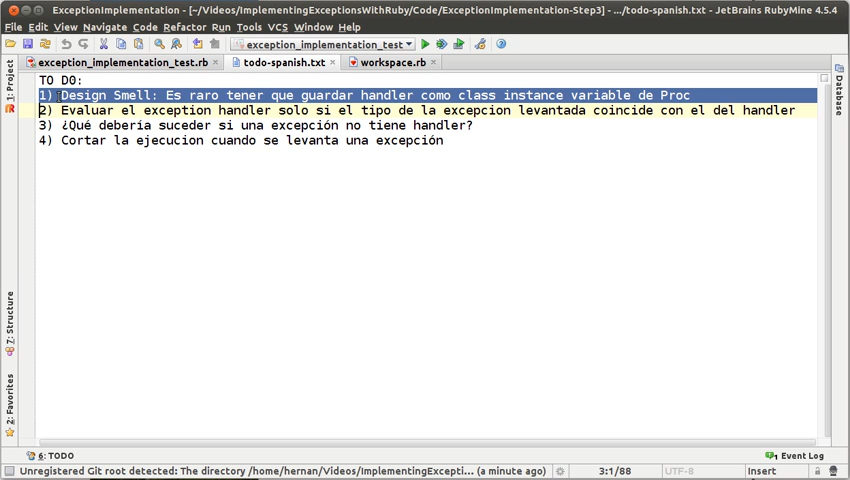 ExceptionImplementation - [~/Videos/ImplementingExceptionsWithRuby/Code/ExceptionImplementation-Step3] - .../todo-spanish.txt - JetBrains RubyMine 4.5.4
File Edit View Navigate Code Refactor Run Tools VCS Window Help
exception_implementation_test
exception_implementation_test.rb todo-spanish.txt workspace.rb
1: Project
7: Structure
2: Favorites
Database
TO D0:
1) Design Smell: Es raro tener que guardar handler como class instance variable de Proc
2) Evaluar el exception handler solo si el tipo de la excepcion levantada coincide con el del handler
3) ¿Qué debería suceder si una excepción no tiene handler?
4) Cortar la ejecucion cuando se levanta una excepción
6: TODO
1 Event Log
Unregistered Git root detected: The directory /home/hernan/Videos/ImplementingExcepti... (a minute ago)
3:1/88
UTF-8
Insert